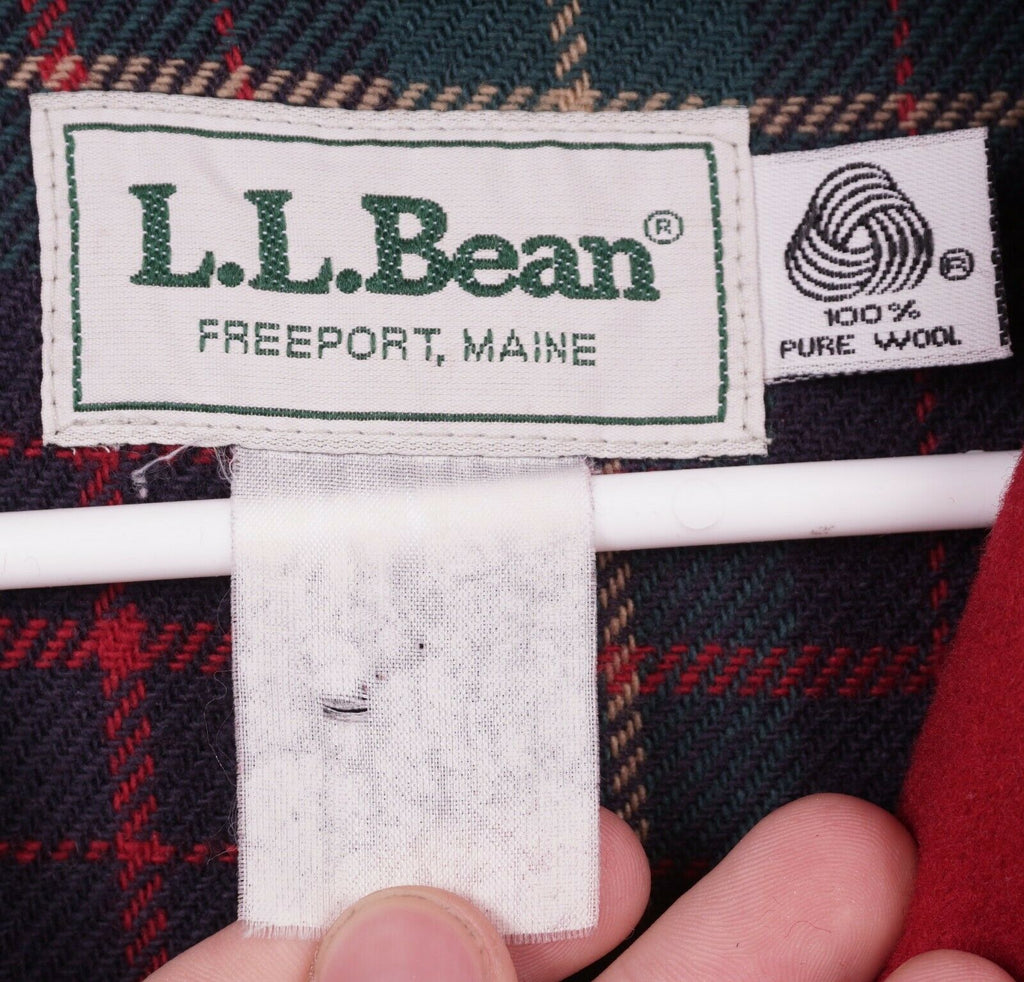 L.L.Bean®
FREEPORT, MAINE
®
100%
PURE WOOL